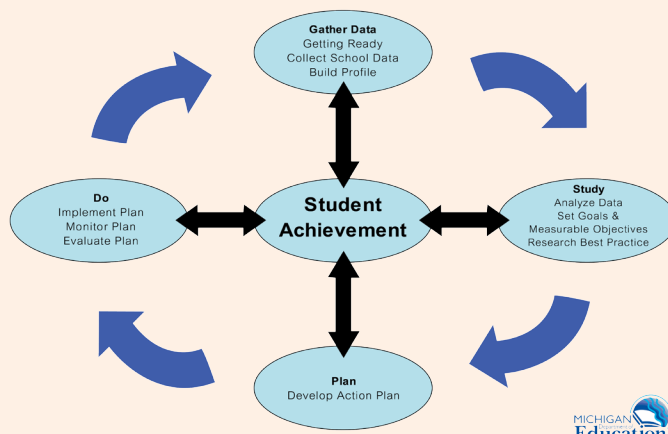 Gather Data
Getting Ready
Collect School Data
Build Profile
Do
Implement Plan
Monitor Plan
Evaluate Plan
Student
Achievement
Study
Analyze Data
Set Goals &
Measurable Objectives
Research Best Practice
Plan
Develop Action Plan
MICHIGAN
Education